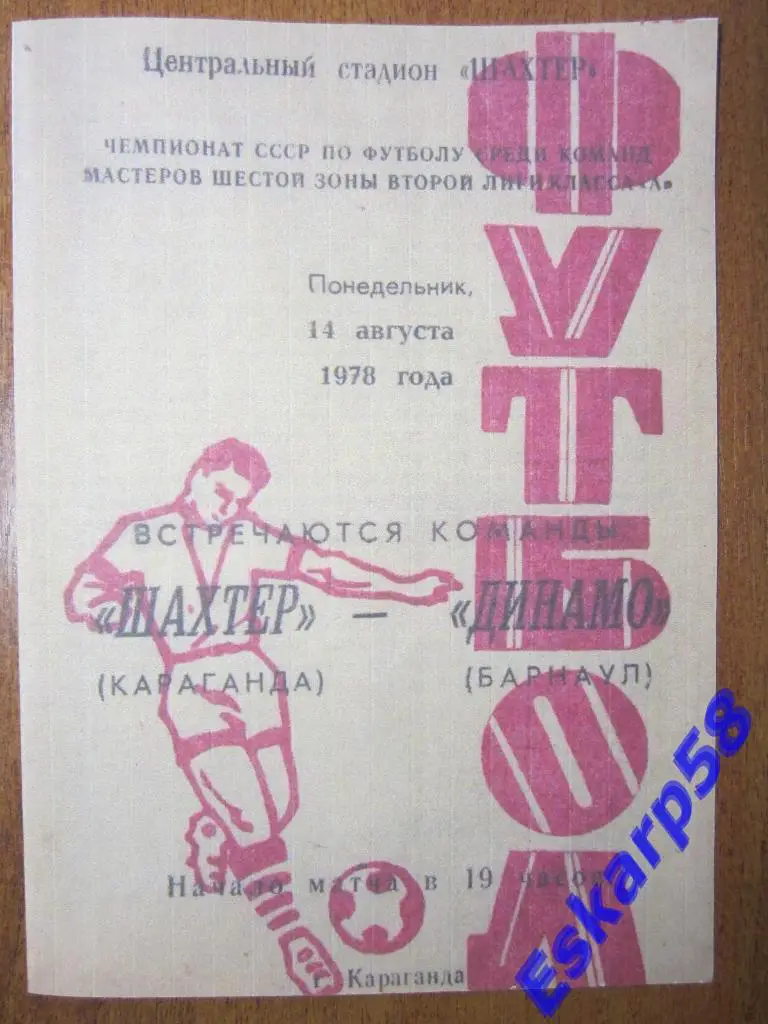 Центральный стадион «ШАХТЕР»
ЧЕМПИОНАТ СССР ПО ФУТБОЛУ СРЕДИ КОМАНД
МАСТЕРОВ ШЕСТОЙ ЗОНЫ ВТОРОЙ ЛИГИ КЛАССА «А»
Понедельник,
14 августа
1978 года
ФУТБОЛ
ВСТРЕЧАЮТСЯ КОМАНДЫ
«ШАХТЕР» — «ДИНАМО»
(КАРАГАНДА) (БАРНАУЛ)
Начало матча в 19 часов
г. Караганда
Eskarp58